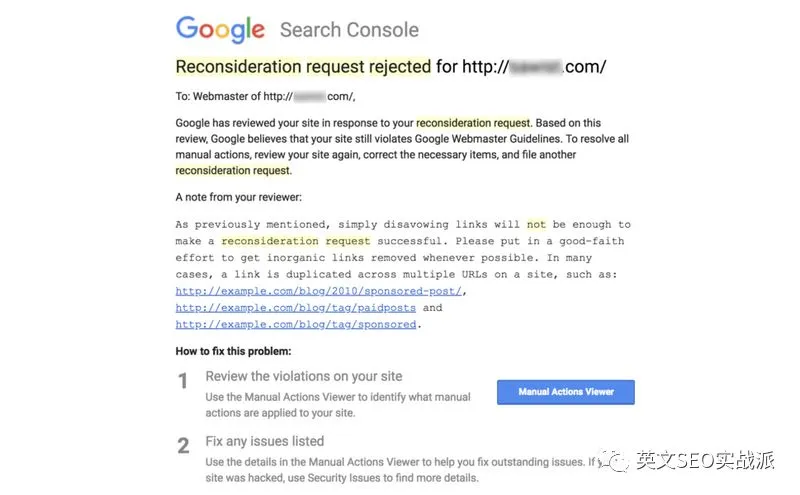 Google Search Console
Reconsideration request rejected for http:// .com/
To: Webmaster of http:// com/,
Google has reviewed your site in response to your reconsideration request. Based on this
review, Google believes that your site still violates Google Webmaster Guidelines. To resolve all
manual actions, review your site again, correct the necessary items, and file another
reconsideration request.
A note from your reviewer:
As previously mentioned, simply disavowing links will not be enough to
make a reconsideration request successful. Please put in a good-faith
effort to get inorganic links removed whenever possible. In many
cases, a link is duplicated across multiple URLs on a site, such as:
http://example.com/blog/2010/sponsored-post/,
http://example.com/blog/tag/paidposts and
http://example.com/blog/tag/sponsored.
How to fix this problem:
1 Review the violations on your site
Use the Manual Actions Viewer to identify what manual
actions are applied to your site.
Manual Actions Viewer
2 Fix any issues listed
Use the details in the Manual Actions Viewer to help you fix outstanding issues. If
site was hacked, use Security Issues to find more details.
英文SEO实战派